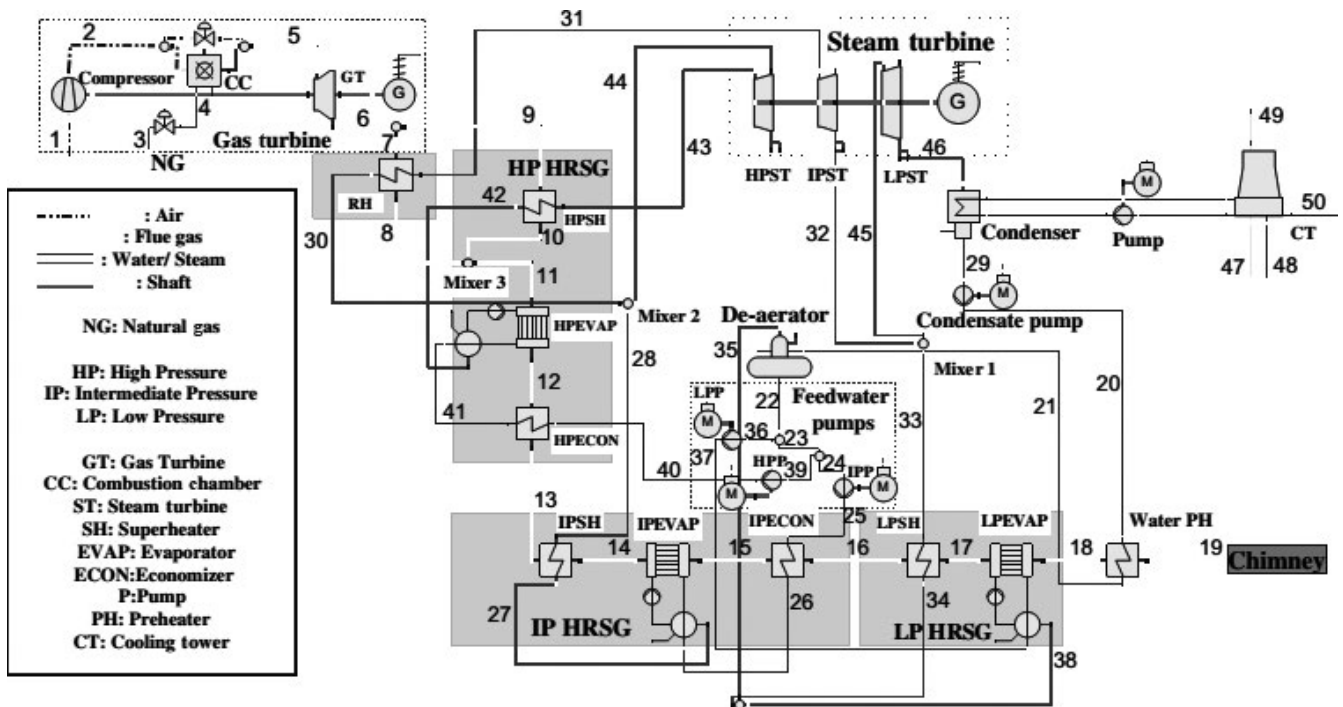 31
2
5
Steam turbine
Compressor
GT
CC
44
G
4
6
9
G
49
1
3
7
43
46
Gas turbine
NG
HP HRSG
HPST
IPST
LPST
M
42
50
RH
HPSH
Condenser
Pump
CT
30
8
10
32
45
29
47
48
: Air
: Flue gas
: Water/ Steam
: Shaft
Mixer 3
11
M
Mixer 2
De-aerator
Condensate pump
HPEVAP
35
Mixer 1
NG: Natural gas
28
20
HP: High Pressure
IP: Intermediate Pressure
LP: Low Pressure
12
22
Feedwater
pumps
21
LPP
41
M
36
23
33
HPECON
37
HPP
24
IPP
40
39
M
M
25
GT: Gas Turbine
CC: Combustion chamber
ST: Steam turbine
SH: Superheater
EVAP: Evaporator
ECON:Economizer
P:Pump
PH: Preheater
CT: Cooling tower
13
IPSH
IPEVAP
IPECON
LPSH
LPEVAP
Water PH
14
15
16
17
18
19
Chimney
27
26
34
IP HRSG
LP HRSG
38